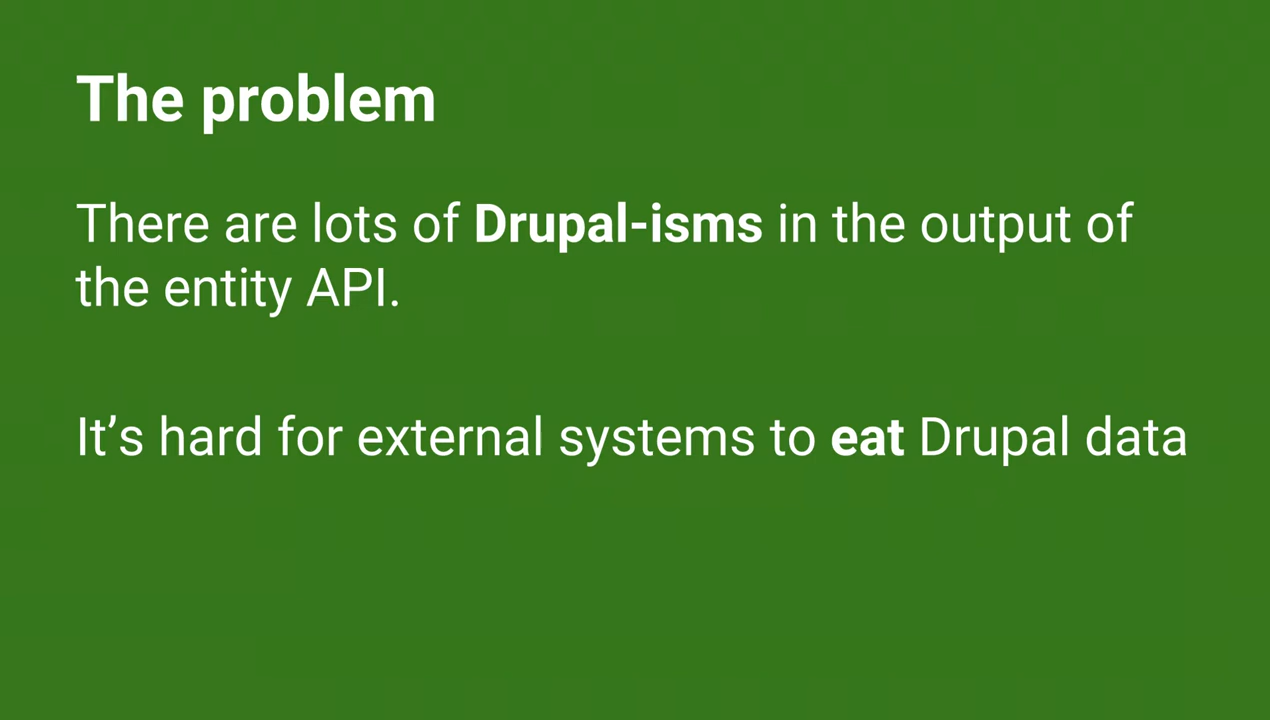 The problem
There are lots of Drupal-isms in the output of
the entity API.
It’s hard for external systems to eat Drupal data